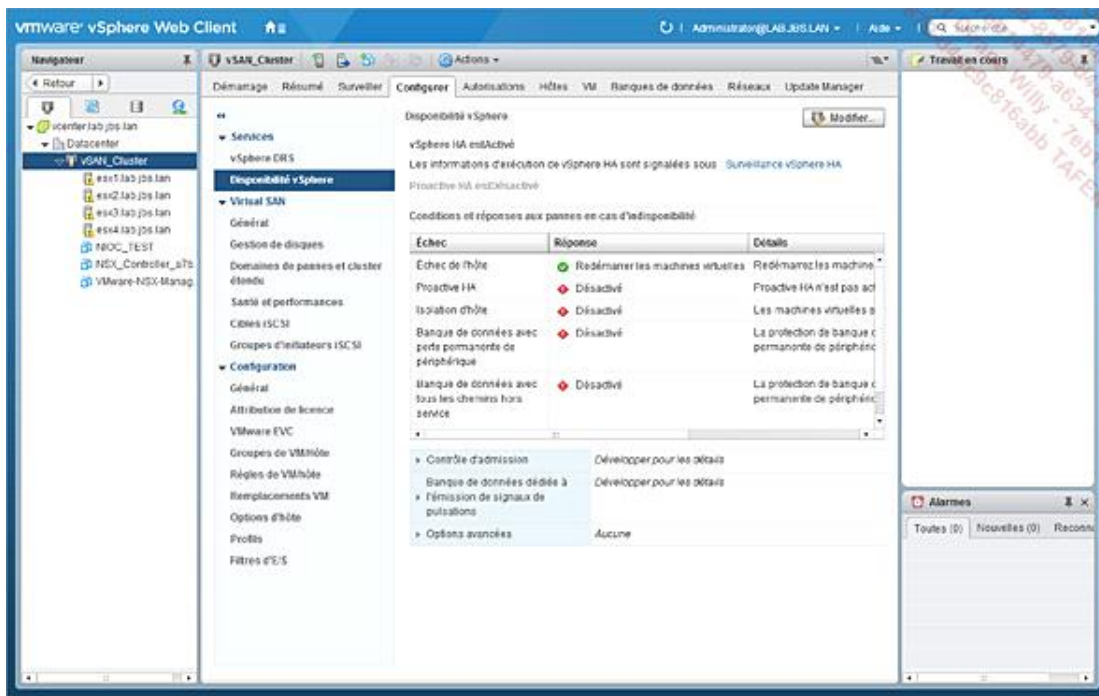 vmware® vSphere Web Client
Administrator@LAB.JBS.LAN
Aide
Navigateur
Retour
vcenter.lab.jbs.lan
Datacenter
vSAN_Cluster
esx1.lab.jbs.lan
esx2.lab.jbs.lan
esx3.lab.jbs.lan
esx4.lab.jbs.lan
NIOC_TEST
NSX_Controller_a7b
VMware-NSX-Manag
vSAN_Cluster
Actions
Démarrage Résumé Surveiller Configurer Autorisations Hôtes VM Banques de données Réseaux Update Manager
Services
vSphere DRS
Disponibilité vSphere
Virtual SAN
Général
Gestion de disques
Domaines de pannes et cluster
étendu
Santé et performances
Cibles iSCSI
Groupes d'initiateurs iSCSI
Configuration
Général
Attribution de licence
VMware EVC
Groupes de VM/hôte
Règles de VM/hôte
Remplacements VM
Options d'hôte
Profils
Filtres d'E/S
Disponibilité vSphere
Modifier...
vSphere HA estActivé
Les informations d'exécution de vSphere HA sont signalées sous Surveillance vSphere HA
Proactive HA estDésactivé
Conditions et réponses aux pannes en cas d'indisponibilité
Échec Réponse Détails
Échec de l'hôte Redémarrer les machines virtuelles Redémarrez les machine
Proactive HA Désactivé Proactive HA n'est pas act
Isolation d'hôte Désactivé Les machines virtuelles s
Banque de données avec Désactivé La protection de banque
perte permanente de permanente de périphéric
périphérique
Banque de données avec Désactivé La protection de banque
tous les chemins hors permanente de périphéric
service
Contrôle d'admission Développer pour les détails
Banque de données dédiée à Développer pour les détails
l'émission de signaux de
pulsations
Options avancées Aucune
Travail en cours
Alarmes
Toutes (0) Nouvelles (0) Reconnu